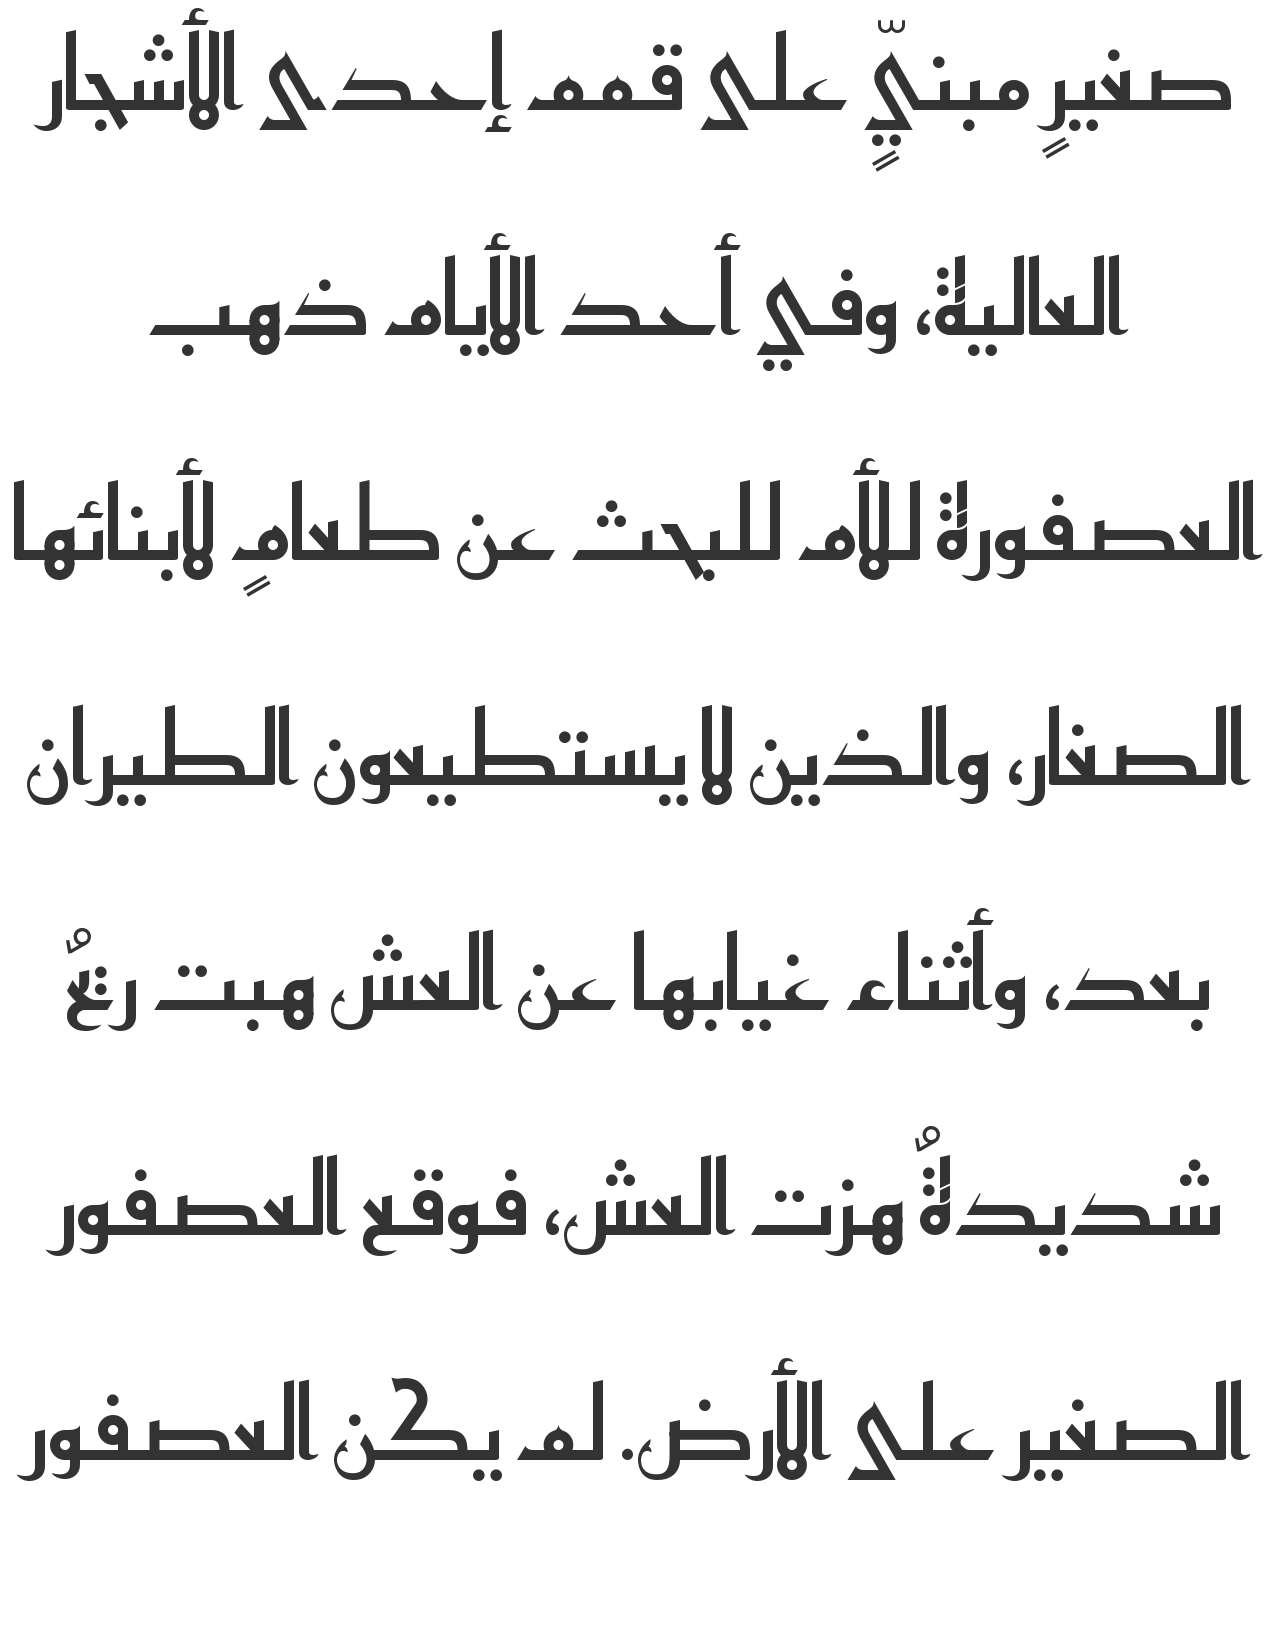 صغيرٍ مبنيٍّ على قمم إحدى الأشجار
العالية، وفي أحد الأيام ذهب
العصفورة للأم للبحث عن طعامٍ لأبنائها
الصغار، والذين لا يستطيعون الطيران
بعد، وأثناء غيابها عن العش هبت ريحٌ
شديدةٌ هزت العش، فوقع العصفور
الصغير على الأرض. لم يكن العصفور